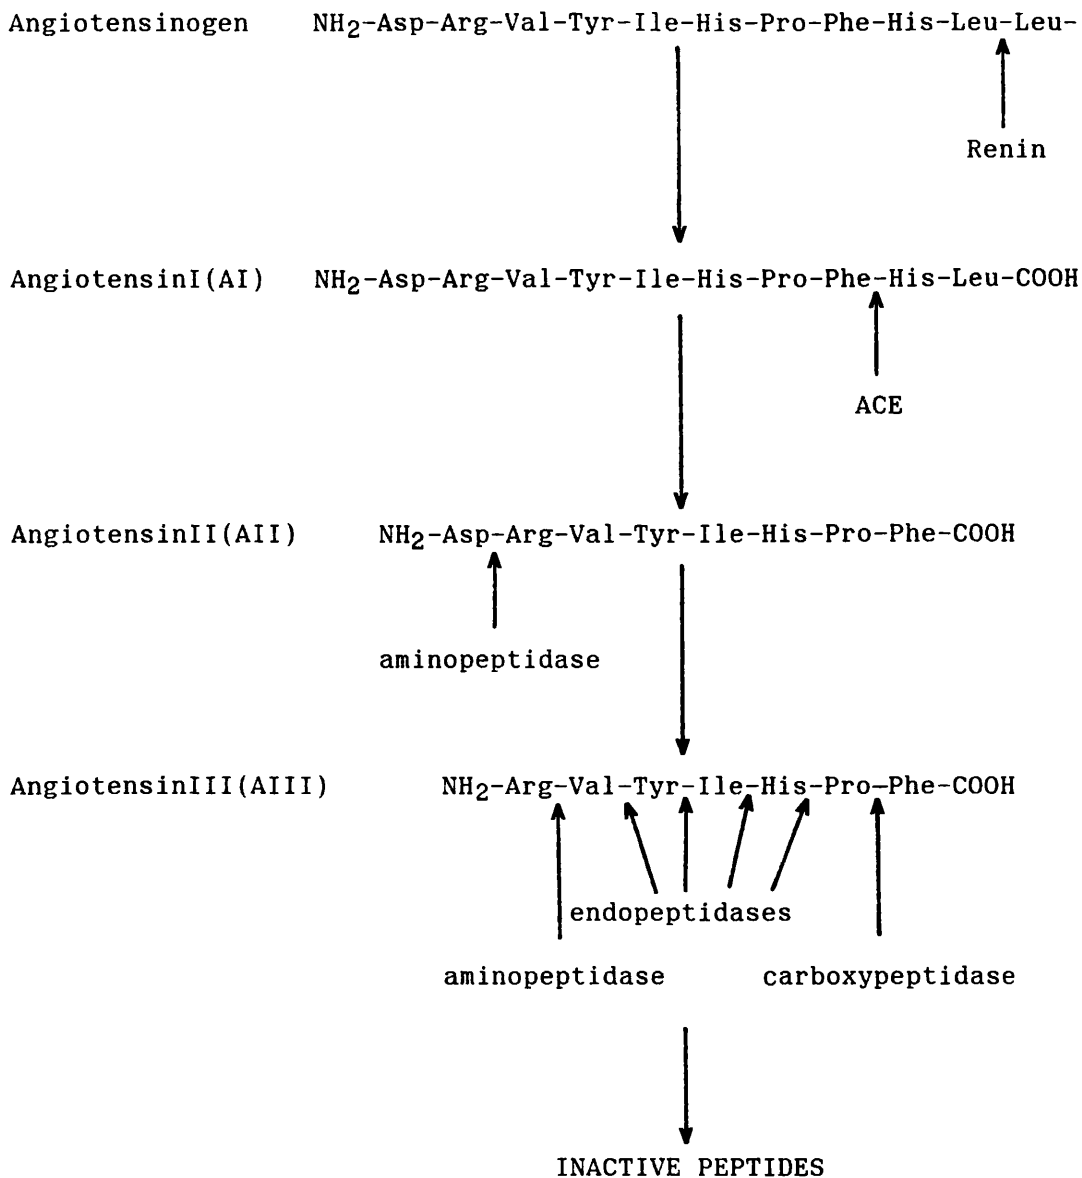 Angiotensinogen NH2-Asp-Arg-Val-Tyr-Ile-His-Pro-Phe-His-Leu-Leu-
Renin
AngiotensinI(AI) NH2-Asp-Arg-Val-Tyr-Ile-His-Pro-Phe-His-Leu-COOH
ACE
AngiotensinII(AII) NH2-Asp-Arg-Val-Tyr-Ile-His-Pro-Phe-COOH
aminopeptidase
AngiotensinIII(AIII) NH2-Arg-Val-Tyr-Ile-His-Pro-Phe-COOH
endopeptidases
aminopeptidase carboxypeptidase
INACTIVE PEPTIDES